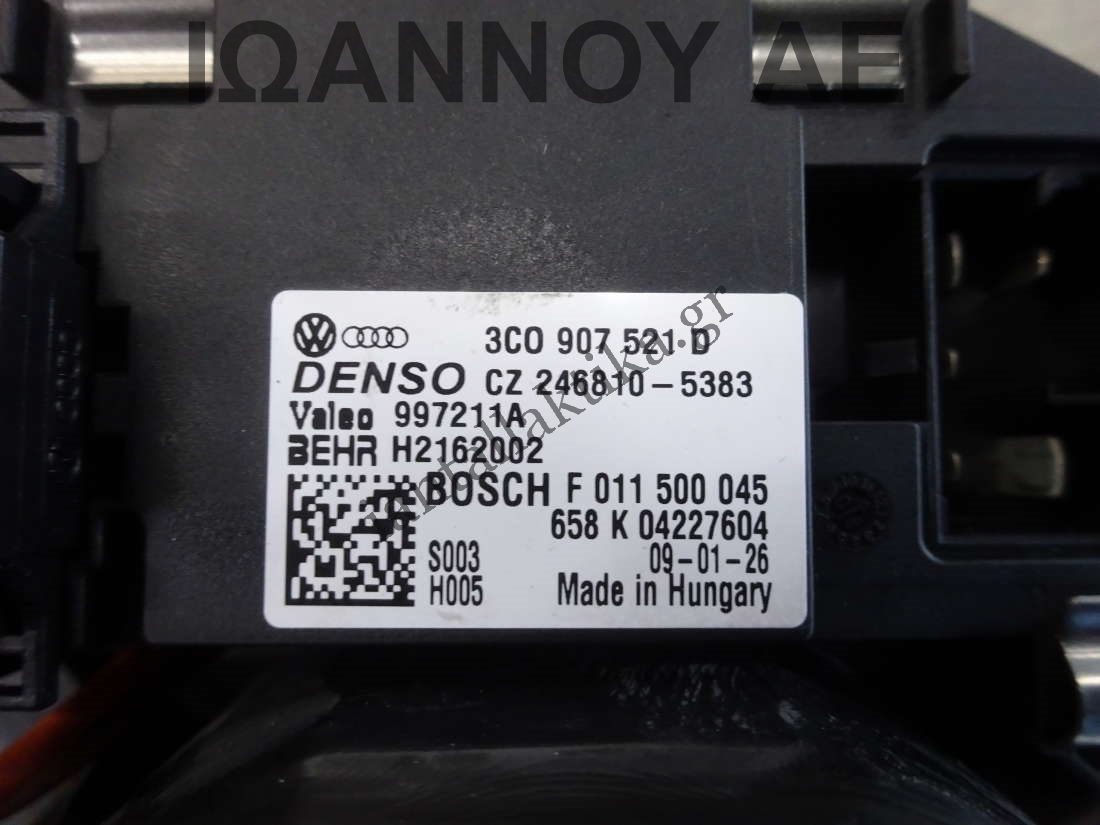 ΙΩΑΝΝΟΥ ΑΕ
3C0 907 521 D
DENSO CZ 246810-5383
Valeo 997211A
BEHR H2162002
BOSCH F 011 500 045
658 K 04227604
S003 09-01-26
H005 Made in Hungary
antallaktika.gr